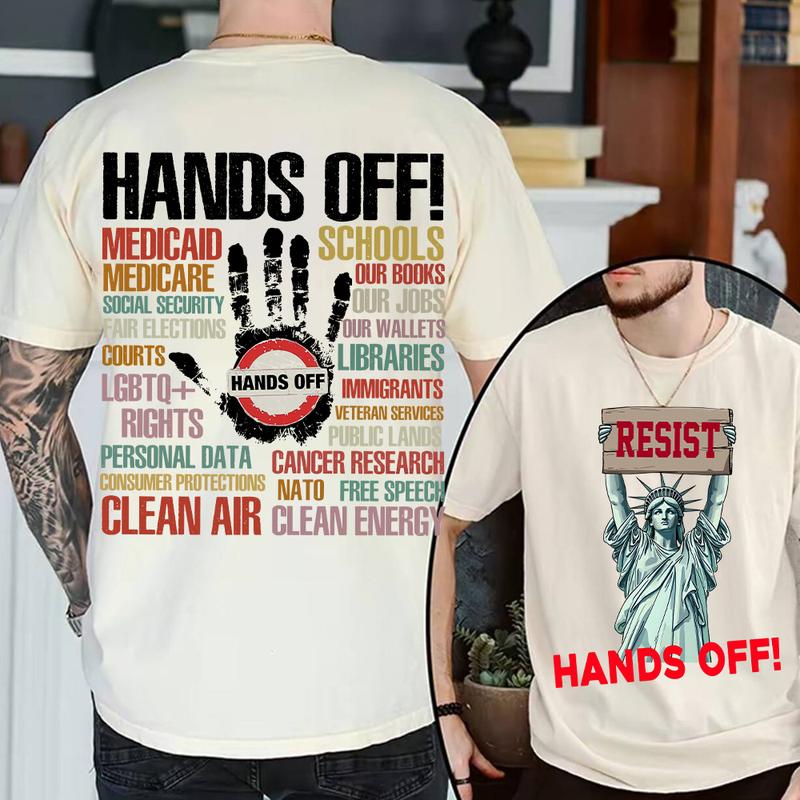 HANDS OFF!
MEDICAID
SCHOOLS
MEDICARE
OUR BOOKS
SOCIAL SECURITY
OUR JOBS
FAIR ELECTIONS
OUR WALLETS
COURTS
LIBRARIES
HANDS OFF
LGBTQ+
RIGHTS
IMMIGRANTS
VETERAN SERVICES
PUBLIC LANDS
PERSONAL DATA
CANCER RESEARCH
CONSUMER PROTECTIONS
NATO
FREE SPEECH
CLEAN AIR
CLEAN ENERGY
RESIST
HANDS OFF!